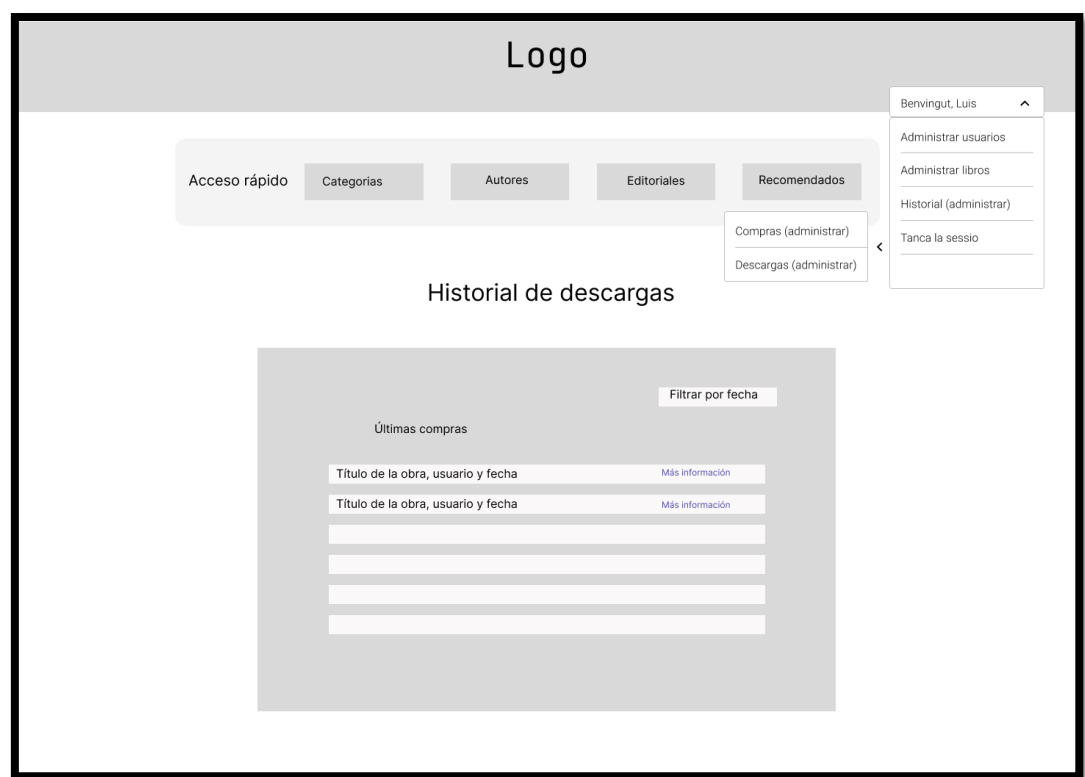 Logo
Benvingut, Luis
Administrar usuarios
Administrar libros
Historial (administrar)
Tanca la sessio
Acceso rápido
Categorias
Autores
Editoriales
Recomendados
Compras (administrar)
Descargas (administrar)
Historial de descargas
Filtrar por fecha
Últimas compras
Título de la obra, usuario y fecha Más información
Título de la obra, usuario y fecha Más información